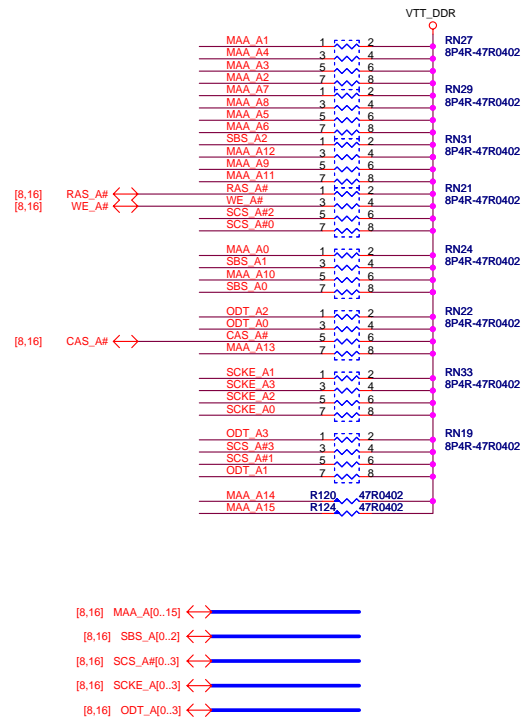 VTT_DDR
MAA_A1 1 2 RN27
MAA_A4 3 4 8P4R-47R0402
MAA_A3 5 6
MAA_A2 7 8
MAA_A7 1 2 RN29
MAA_A8 3 4 8P4R-47R0402
MAA_A5 5 6
MAA_A6 7 8
SBS_A2 1 2 RN31
MAA_A12 3 4 8P4R-47R0402
MAA_A9 5 6
MAA_A11 7 8
[8,16] RAS_A# RAS_A# 1 2 RN21
[8,16] WE_A# WE_A# 3 4 8P4R-47R0402
SCS_A#2 5 6
SCS_A#0 7 8
MAA_A0 1 2 RN24
SBS_A1 3 4 8P4R-47R0402
MAA_A10 5 6
SBS_A0 7 8
ODT_A2 1 2 RN22
ODT_A0 3 4 8P4R-47R0402
[8,16] CAS_A# CAS_A# 5 6
MAA_A13 7 8
SCKE_A1 1 2 RN33
SCKE_A3 3 4 8P4R-47R0402
SCKE_A2 5 6
SCKE_A0 7 8
ODT_A3 1 2 RN19
SCS_A#3 3 4 8P4R-47R0402
SCS_A#1 5 6
ODT_A1 7 8
MAA_A14 R120 47R0402
MAA_A15 R124 47R0402
[8,16] MAA_A[0..15]
[8,16] SBS_A[0..2]
[8,16] SCS_A#[0..3]
[8,16] SCKE_A[0..3]
[8,16] ODT_A[0..3]